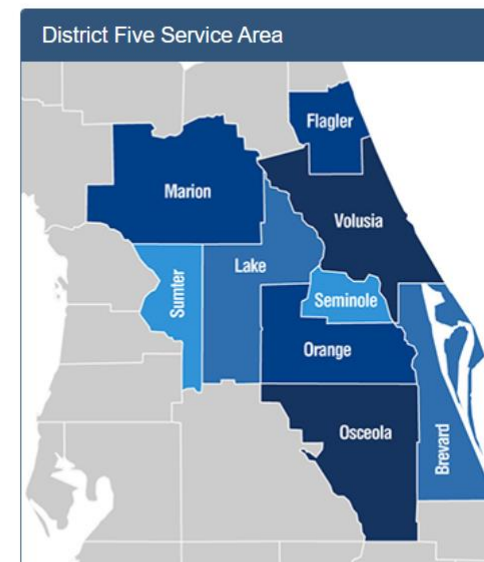 District Five Service Area
Flagler
Marion
Volusia
Lake
Sumter
Seminole
Orange
Osceola
Brevard